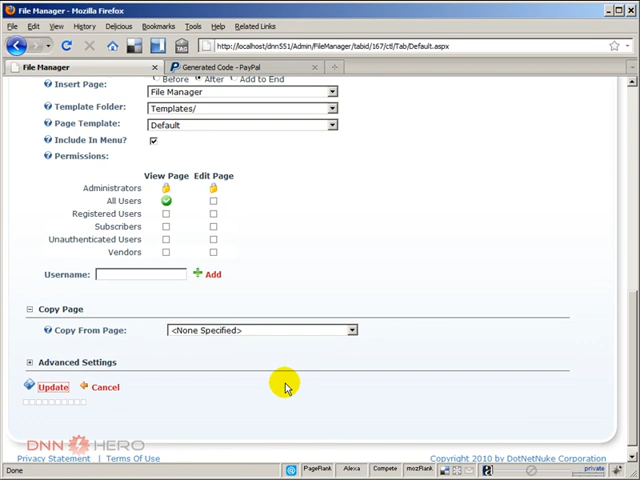 File Manager - Mozilla Firefox
File Edit View History Delicious Bookmarks Tools Help Related Links
http://localhost/dnn551/Admin/FileManager/tabid/167/ctl/Tab/Default.aspx
File Manager Generated Code - PayPal
Before After Add to End
Insert Page: File Manager
Template Folder: Templates/
Page Template: Default
Include In Menu?
Permissions:
View Page Edit Page
Administrators
All Users
Registered Users
Subscribers
Unauthenticated Users
Vendors
Username: Add
Copy Page
Copy From Page: <None Specified>
Advanced Settings
Update Cancel
DNN HERO
Privacy Statement | Terms Of Use Copyright 2010 by DotNetNuke Corporation
Done PageRank Alexa Compete mozRank private